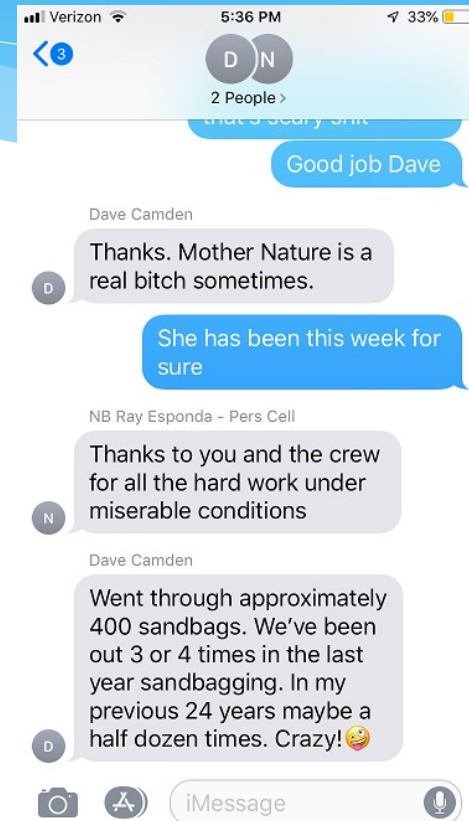 Verizon 5:36 PM 33%
3
D N
2 People >
that's scary shit
Good job Dave
Dave Camden
Thanks. Mother Nature is a
real bitch sometimes.
D
She has been this week for
sure
NB Ray Esponda - Pers Cell
Thanks to you and the crew
for all the hard work under
miserable conditions
N
Dave Camden
Went through approximately
400 sandbags. We've been
out 3 or 4 times in the last
year sandbagging. In my
previous 24 years maybe a
half dozen times. Crazy!🤪
D
iMessage